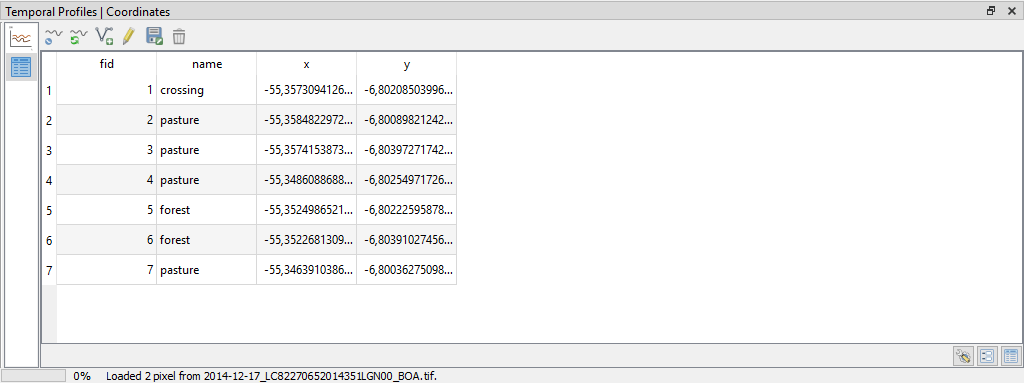 Temporal Profiles | Coordinates
fid name x y
1 1 crossing -55,3573094126... -6,80208503996...
2 2 pasture -55,3584822972... -6,80089821242...
3 3 pasture -55,3574153873... -6,80397271742...
4 4 pasture -55,3486088688... -6,80254971726...
5 5 forest -55,3524986521... -6,80222595878...
6 6 forest -55,3522681309... -6,80391027456...
7 7 pasture -55,3463910386... -6,80036275098...
0% Loaded 2 pixel from 2014-12-17_LC82270652014351LGN00_BOA.tif.